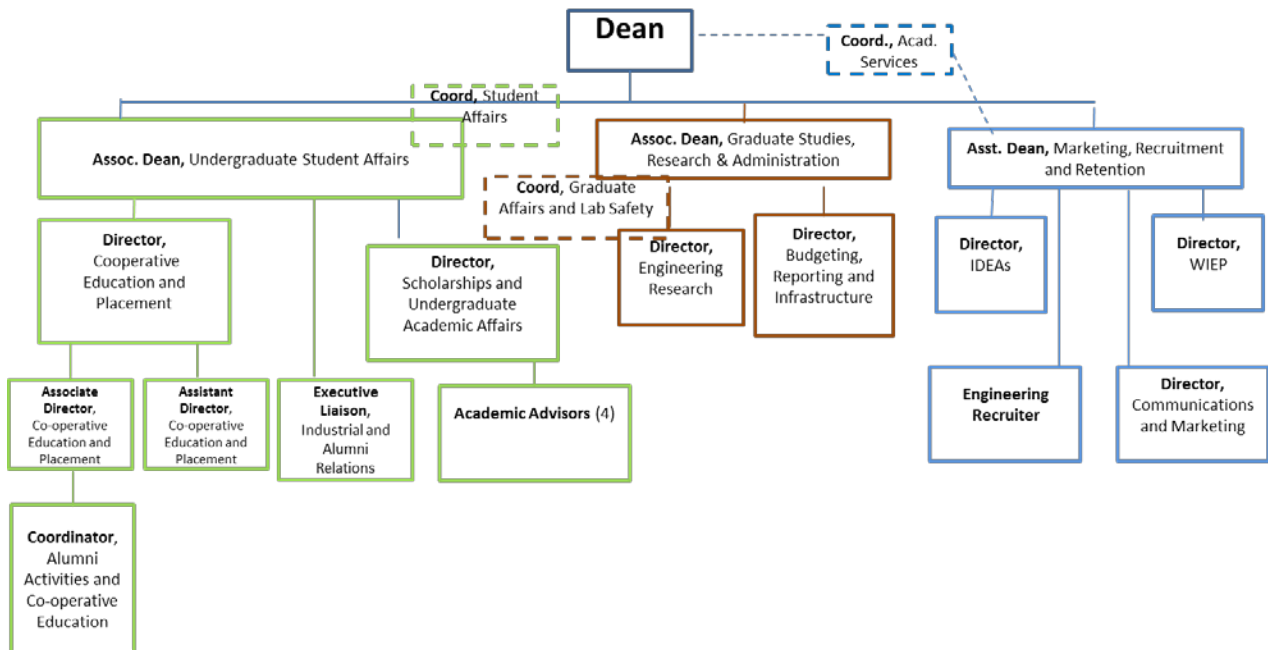 Dean
Coord., Acad.
Services
Coord, Student
Affairs
Assoc. Dean, Undergraduate Student Affairs
Assoc. Dean, Graduate Studies,
Research & Administration
Asst. Dean, Marketing, Recruitment
and Retention
Coord, Graduate
Affairs and Lab Safety
Director,
Cooperative
Education and
Placement
Director,
Scholarships and
Undergraduate
Academic Affairs
Director,
Engineering
Research
Director,
Budgeting,
Reporting and
Infrastructure
Director,
IDEAs
Director,
WIEP
Associate
Director,
Co-operative
Education and
Placement
Assistant
Director,
Co-operative
Education and
Placement
Executive
Liaison,
Industrial and
Alumni
Relations
Academic Advisors (4)
Engineering
Recruiter
Director,
Communications
and Marketing
Coordinator,
Alumni
Activities and
Co-operative
Education